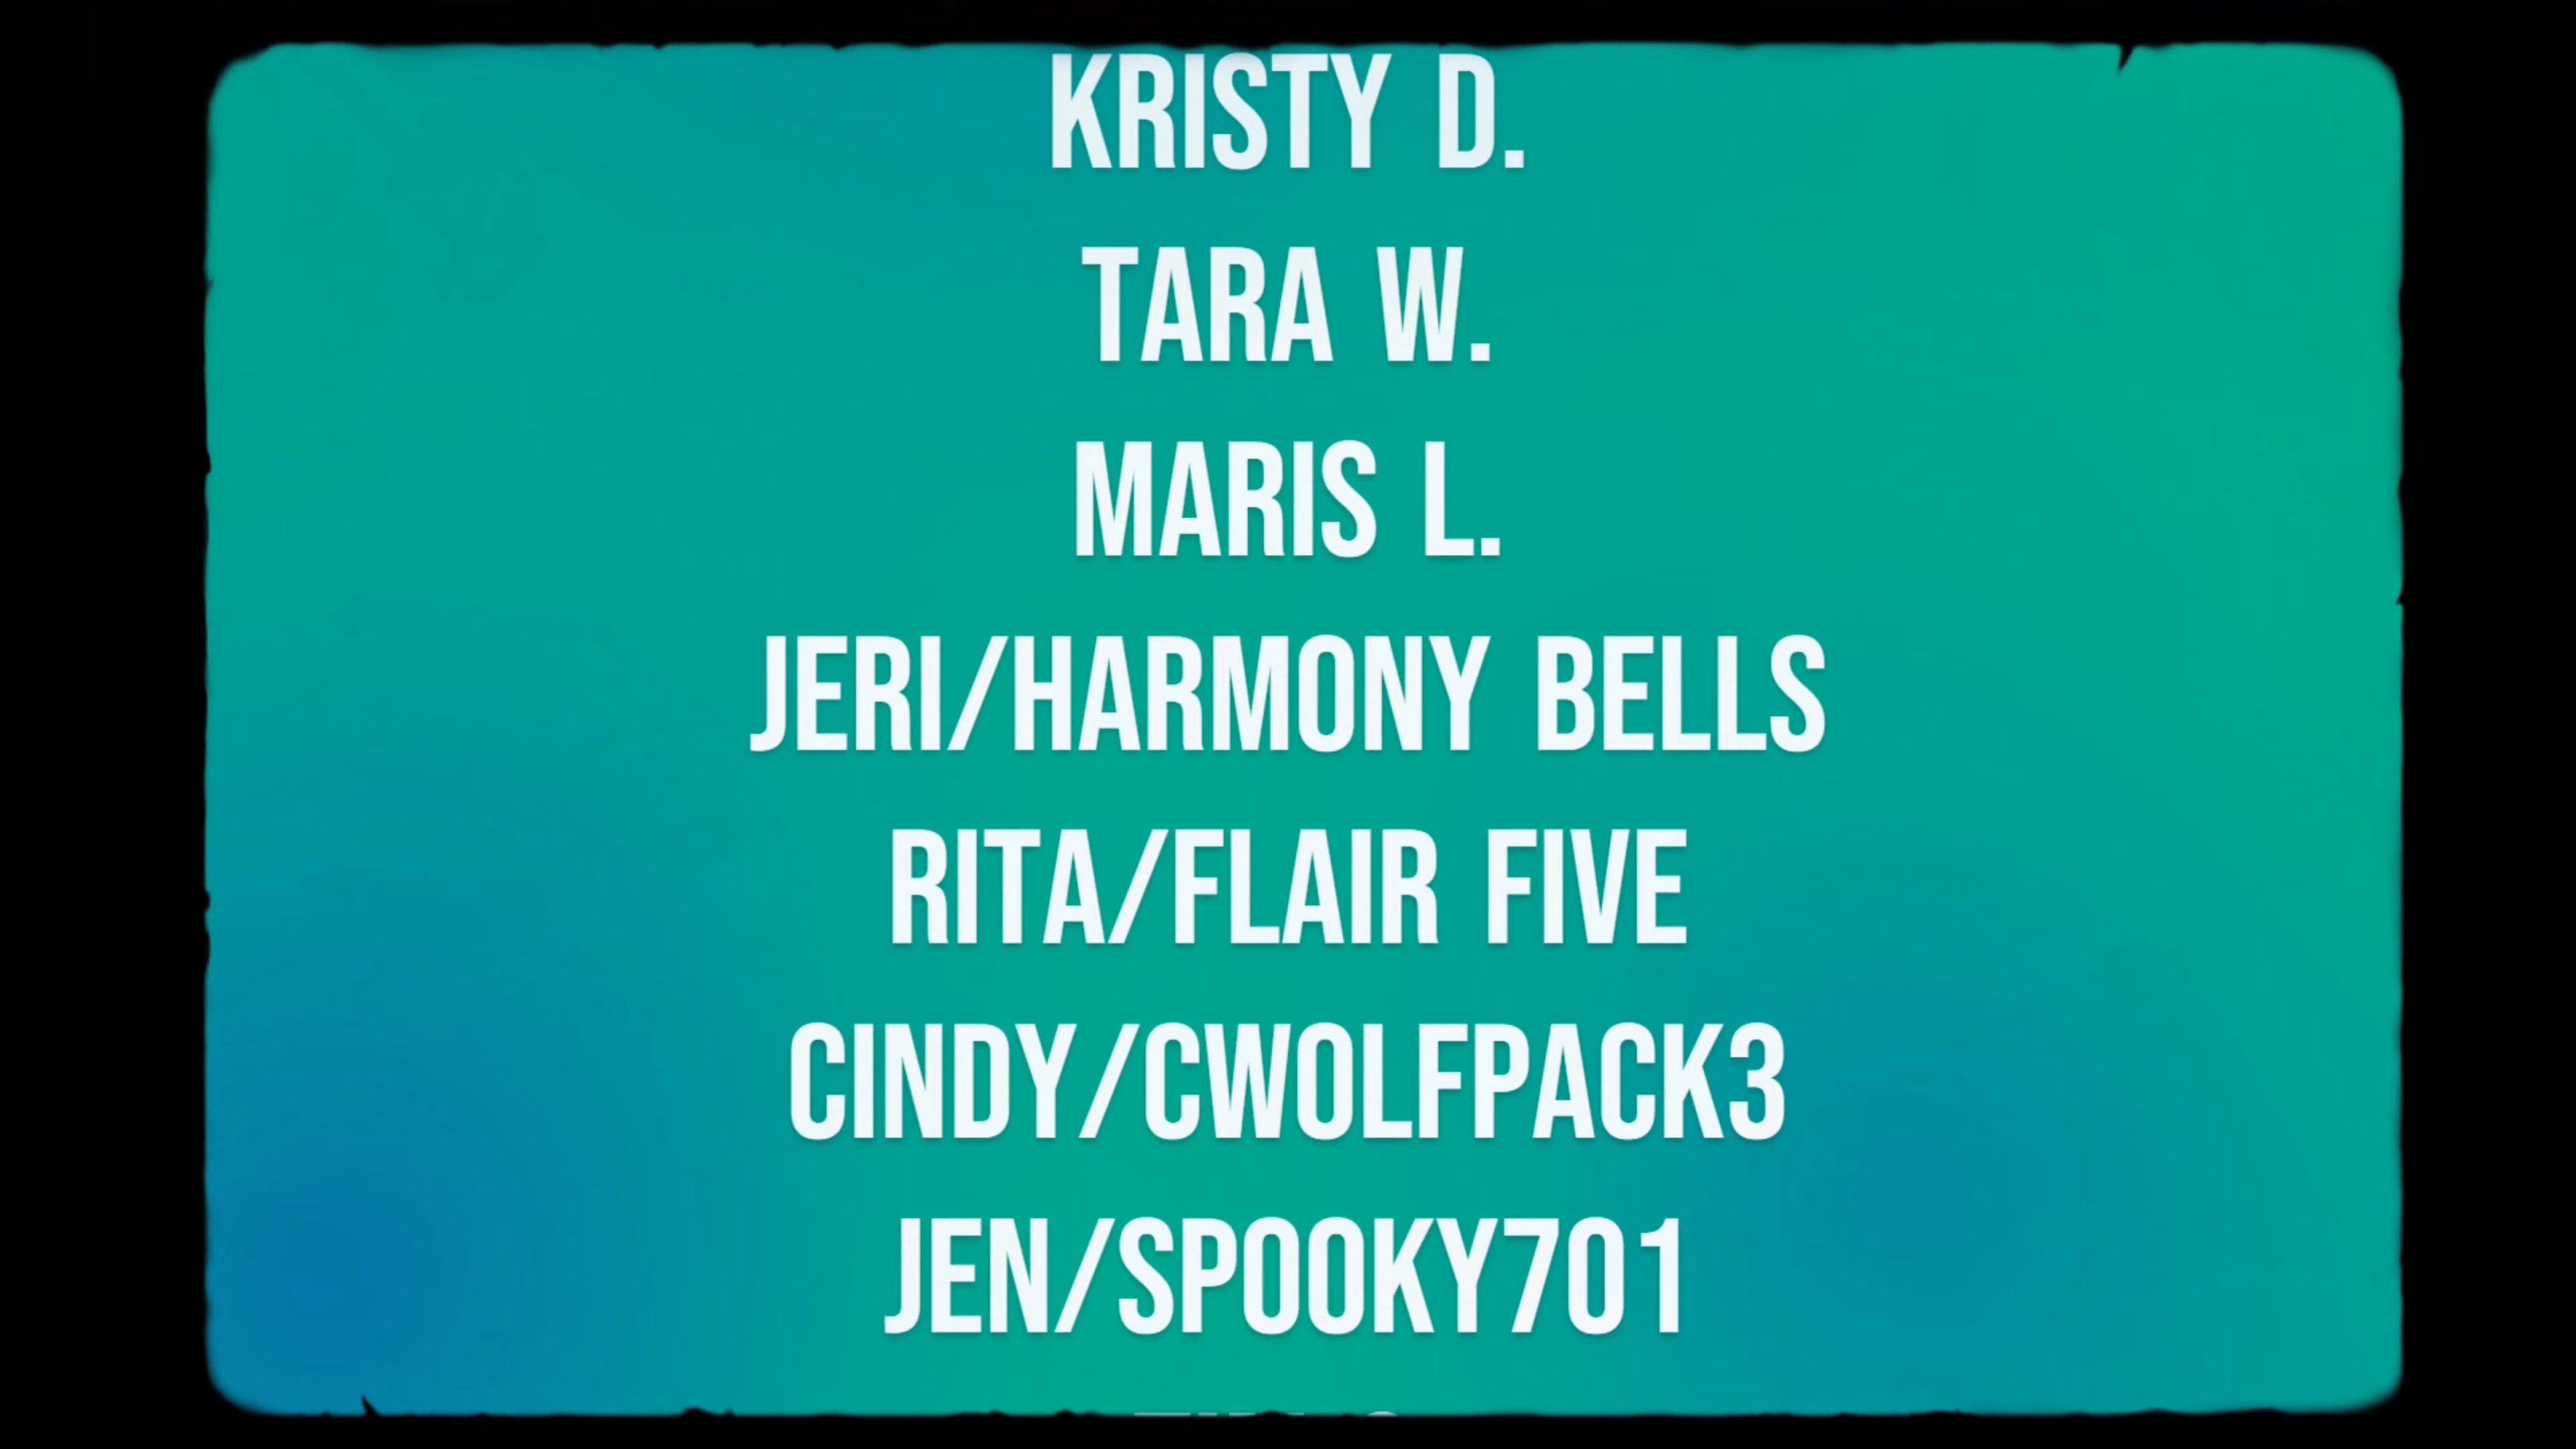 KRISTY D.
TARA W.
MARIS L.
JERI/HARMONY BELLS
RITA/FLAIR FIVE
CINDY/CWOLFPACK3
JEN/SPOOKY701